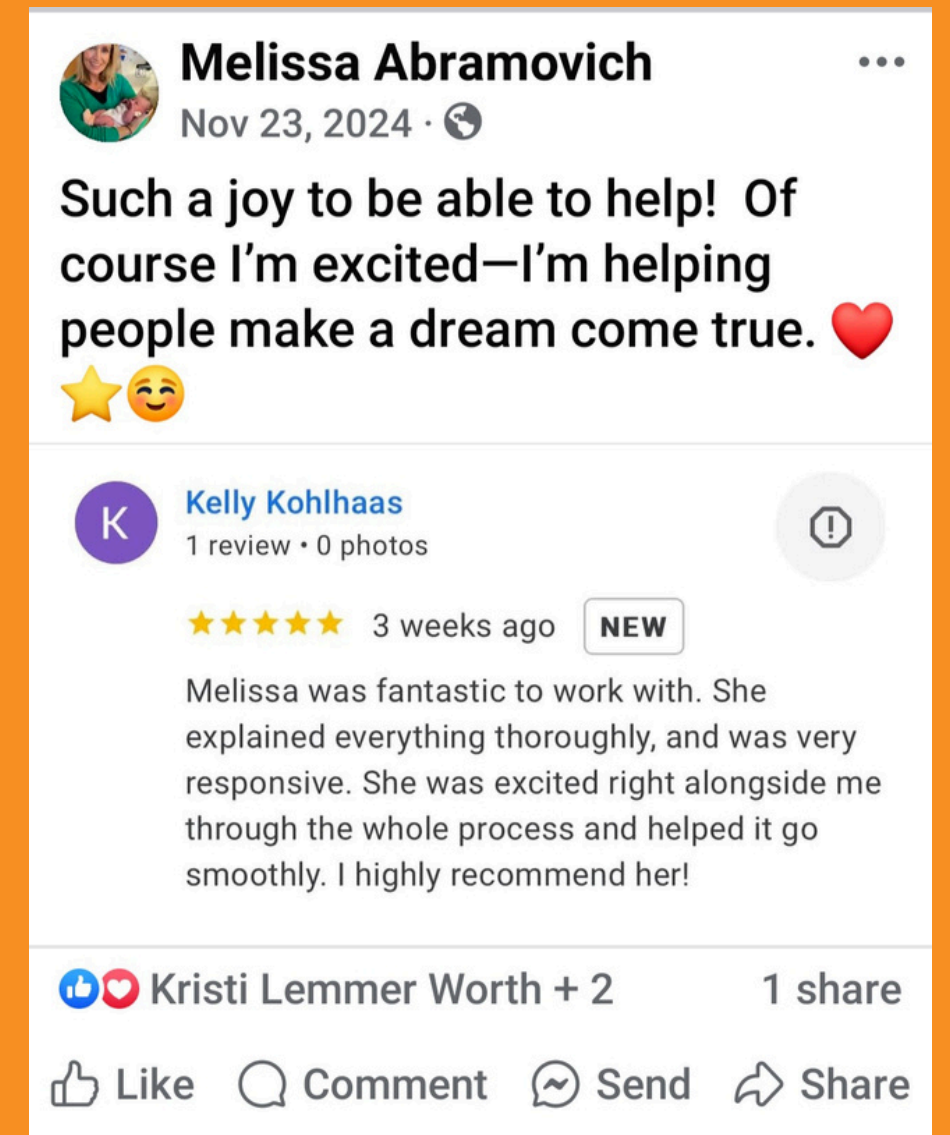 Melissa Abramovich
Nov 23, 2024 ·
Such a joy to be able to help!  Of
course I’m excited—I’m helping
people make a dream come true. ❤️
⭐☺️
K
Kelly Kohlhaas
1 review • 0 photos
★★★★★ 3 weeks ago NEW
Melissa was fantastic to work with. She
explained everything thoroughly, and was very
responsive. She was excited right alongside me
through the whole process and helped it go
smoothly. I highly recommend her!
Kristi Lemmer Worth + 2 1 share
Like Comment Send Share